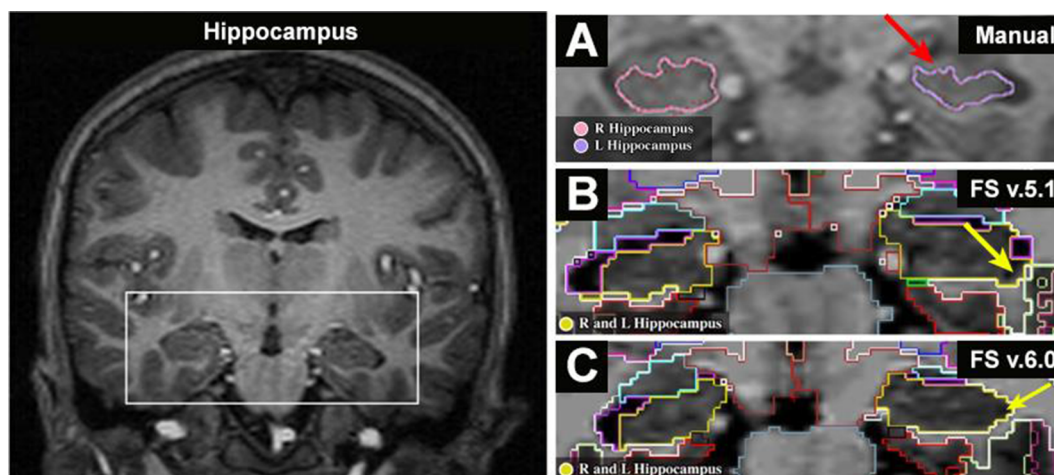 Hippocampus
A
Manual
R Hippocampus
L Hippocampus
B
FS v.5.1
R and L Hippocampus
C
FS v.6.0
R and L Hippocampus